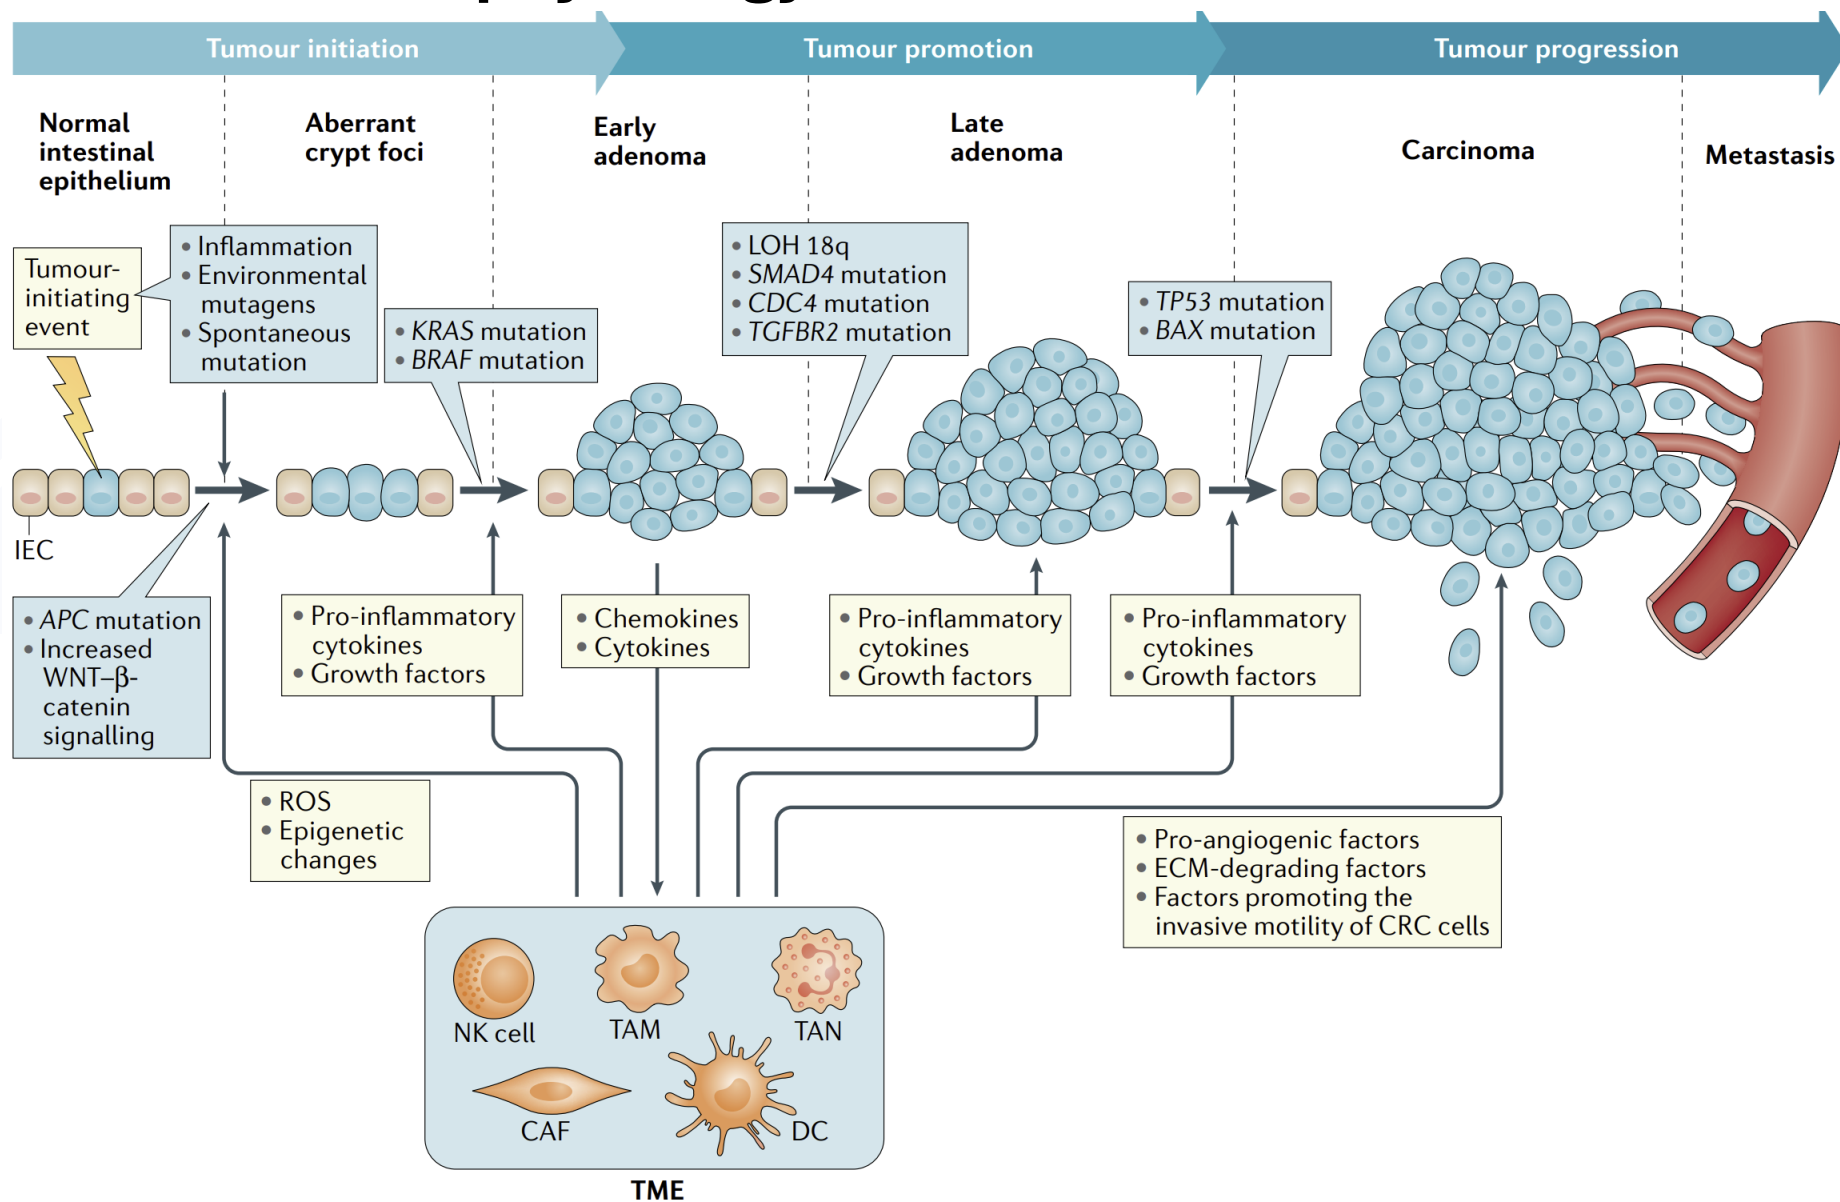 Tumour initiation
Tumour promotion
Tumour progression
Normal
intestinal
epithelium
Aberrant
crypt foci
Early
adenoma
Late
adenoma
Carcinoma
Metastasis
Tumour-
initiating
event
• Inflammation
• Environmental
mutagens
• Spontaneous
mutation
• KRAS mutation
• BRAF mutation
• LOH 18q
• SMAD4 mutation
• CDC4 mutation
• TGFBR2 mutation
• TP53 mutation
• BAX mutation
IEC
• APC mutation
• Increased
WNT–β-
catenin
signalling
• Pro-inflammatory
cytokines
• Growth factors
• Chemokines
• Cytokines
• Pro-inflammatory
cytokines
• Growth factors
• Pro-inflammatory
cytokines
• Growth factors
• ROS
• Epigenetic
changes
• Pro-angiogenic factors
• ECM-degrading factors
• Factors promoting the
invasive motility of CRC cells
NK cell
TAM
TAN
CAF
DC
TME